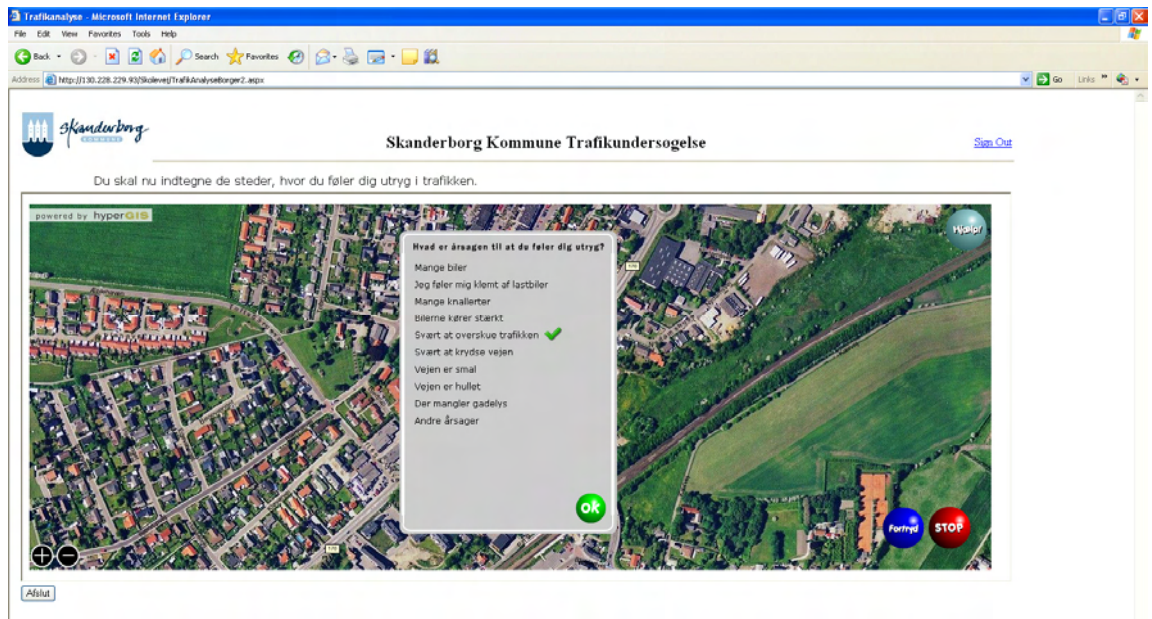 Trafikanalyse - Microsoft Internet Explorer
File Edit View Favorites Tools Help
Back Search Favorites
Address http://130.228.229.93/Skolevej/TrafikAnalyseBorger2.aspx Go Links
Skanderborg
KOMMUNE
Skanderborg Kommune Trafikundersogelse
Sign Out
Du skal nu indtegne de steder, hvor du føler dig utryg i trafikken.
powered by hyperGIS
Hjælp!
Hvad er årsagen til at du føler dig utryg?
Mange biler
Jeg føler mig klemt af lastbiler
Mange knallerter
Bilerne kører stærkt
Svært at overskue trafikken
Svært at krydse vejen
Vejen er smal
Vejen er hullet
Der mangler gadelys
Andre årsager
ok
Fortryd STOP
170
170
Afslut